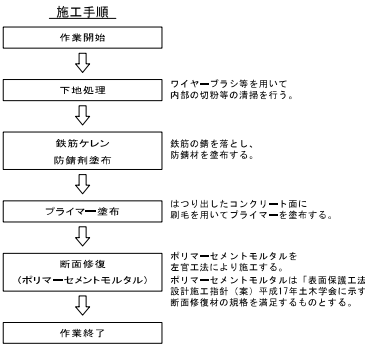 施工手順
作業開始
下地処理
ワイヤーブラシ等を用いて
内部の切粉等の清掃を行う。
鉄筋ケレン
防錆剤塗布
鉄筋の錆を落とし、
防錆材を塗布する。
プライマー塗布
はつり出したコンクリート面に
刷毛を用いてプライマーを塗布する。
断面修復
(ポリマーセメントモルタル)
ポリマーセメントモルタルを
左官工法により施工する。
ポリマーセメントモルタルは「表面保護工法
設計施工指針(案)平成17年土木学会に示す
断面修復材の規格を満足するものとする。
作業終了